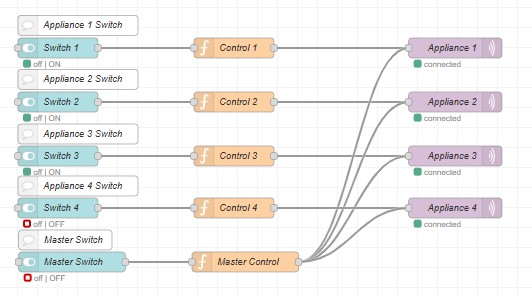 Appliance 1 Switch
Switch 1 Control 1 Appliance 1
off | ON connected
Appliance 2 Switch
Switch 2 Control 2 Appliance 2
off | ON connected
Appliance 3 Switch
Switch 3 Control 3 Appliance 3
off | ON connected
Appliance 4 Switch
Switch 4 Control 4 Appliance 4
off | OFF connected
Master Switch
Master Switch Master Control
off | OFF